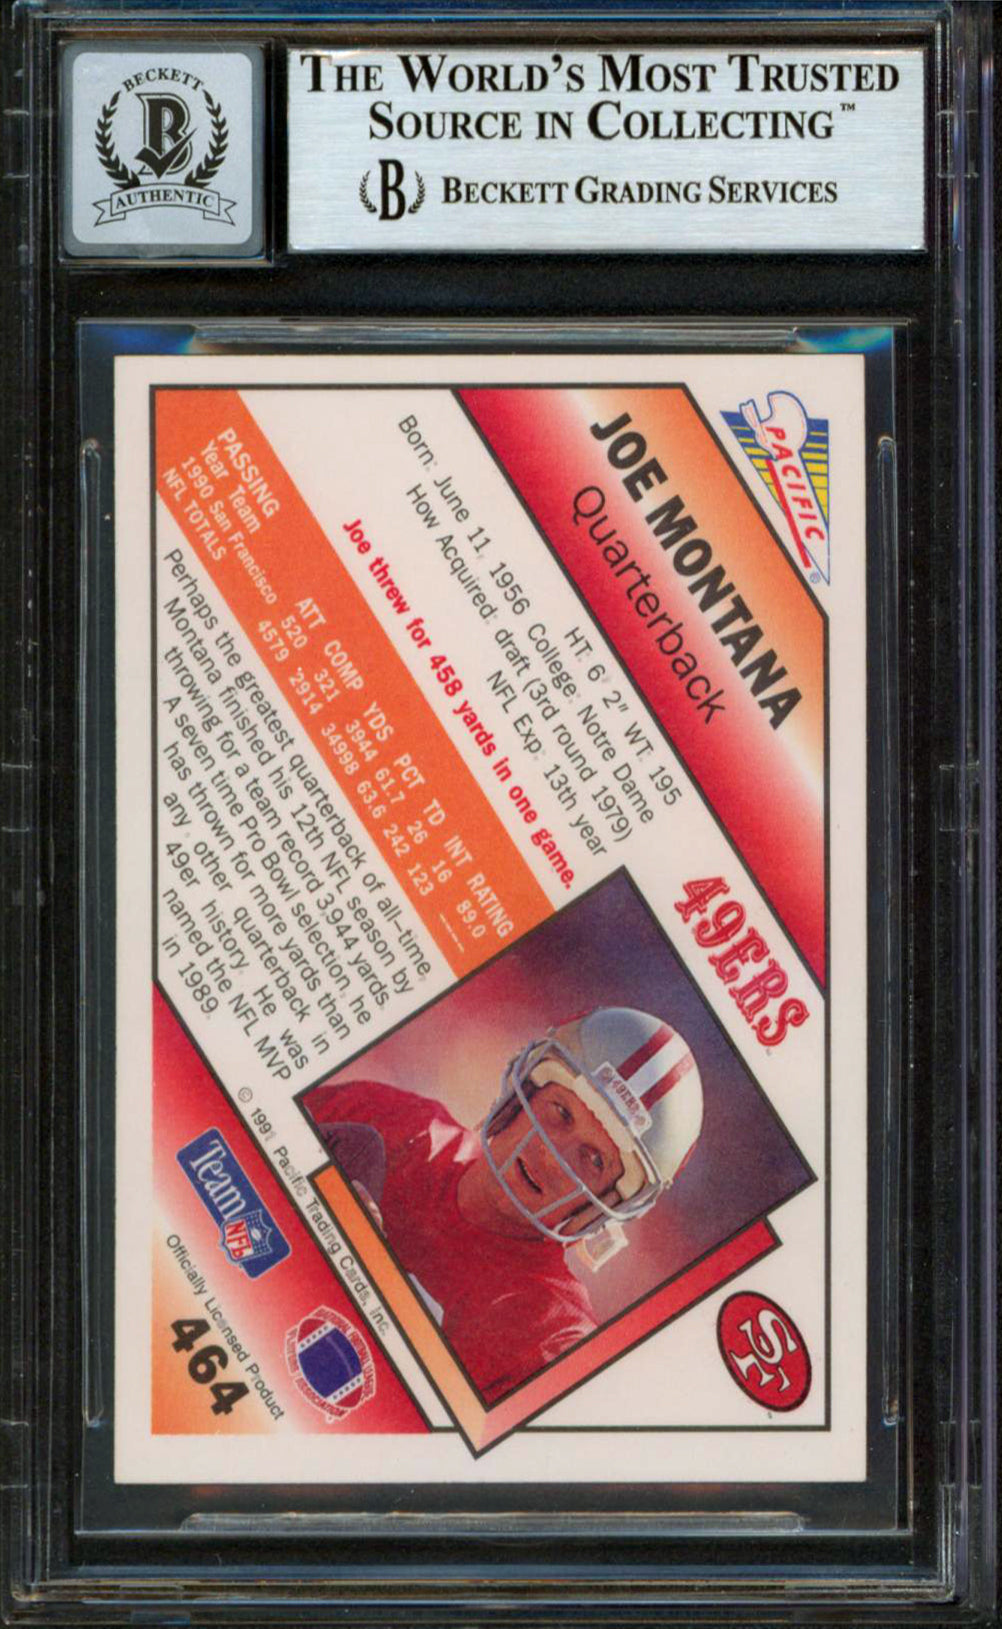 BECKETT
B
AUTHENTIC
THE WORLD'S MOST TRUSTED
SOURCE IN COLLECTING™
B BECKETT GRADING SERVICES
PACIFIC®
JOE MONTANA
Quarterback
HT: 6' 2" WT: 195
Born: June 11, 1956 College: Notre Dame
How Acquired: draft (3rd round 1979)
NFL Exp: 13th year
Joe threw for 458 yards in one game.
PASSING
Year Team ATT COMP YDS PCT TD INT RATING
1990 San Francisco 520 321 3944 61.7 26 16 89.0
NFL TOTALS 4579 2914 34998 63.6 242 123 ---
Perhaps the greatest quarterback of all-time,
Montana finished his 12th NFL season by
throwing for a team record 3,944 yards.
A seven time Pro Bowl selection, he
has thrown for more yards than
any other quarterback in
49er history. He was
named the NFL MVP
in 1989.
49ERS
49ERS
SF
© 1991 Pacific Trading Cards, Inc.
Team NFL
Officially Licensed Product
464